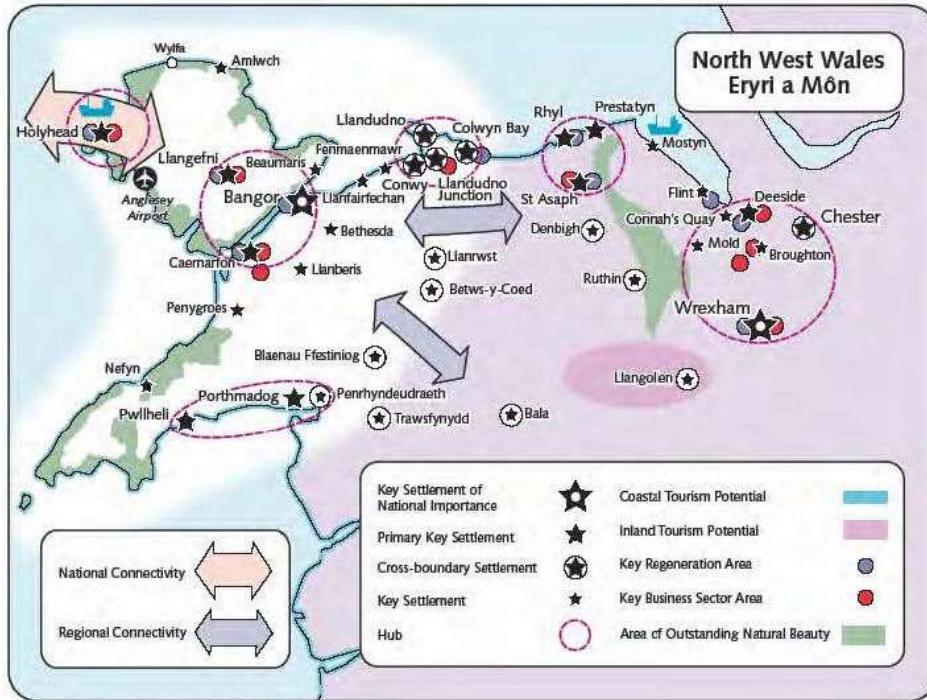 North West Wales
Eryri a Môn
Wylfa
Amlwch
Holyhead
Llangefni
Beaumaris
Fenmaenmawr
Llandudno
Colwyn Bay
Rhyl
Prestatyn
Mostyn
Anglesey
Airport
Bangor
Llanfairfechan
Conwy
Llandudno
Junction
St Asaph
Flint
Deeside
Connah's Quay
Chester
Bethesda
Denbigh
Mold
Broughton
Caernarfon
Llanberis
Llanrwst
Ruthin
Betws-y-Coed
Penygroes
Wrexham
Blaenau Ffestiniog
Nefyn
Llangolen
Porthmadog
Penrhyndeudraeth
Pwllheli
Trawsfynydd
Bala
National Connectivity
Regional Connectivity
Key Settlement of
National Importance
Primary Key Settlement
Cross-boundary Settlement
Key Settlement
Hub
Coastal Tourism Potential
Inland Tourism Potential
Key Regeneration Area
Key Business Sector Area
Area of Outstanding Natural Beauty